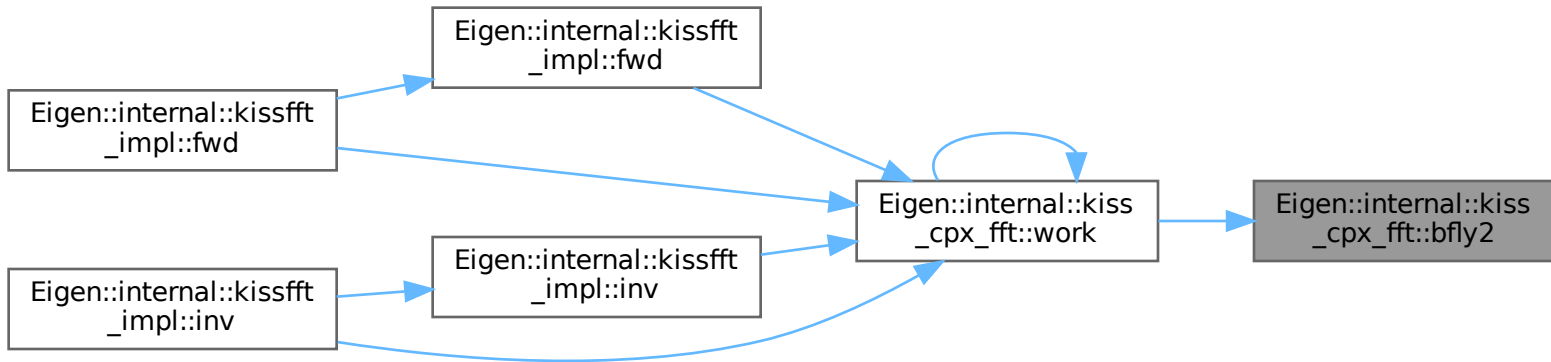 Eigen::internal::kissfft
_impl::fwd
Eigen::internal::kissfft
_impl::fwd
Eigen::internal::kiss
_cpx_fft::work
Eigen::internal::kiss
_cpx_fft::bfly2
Eigen::internal::kissfft
_impl::inv
Eigen::internal::kissfft
_impl::inv